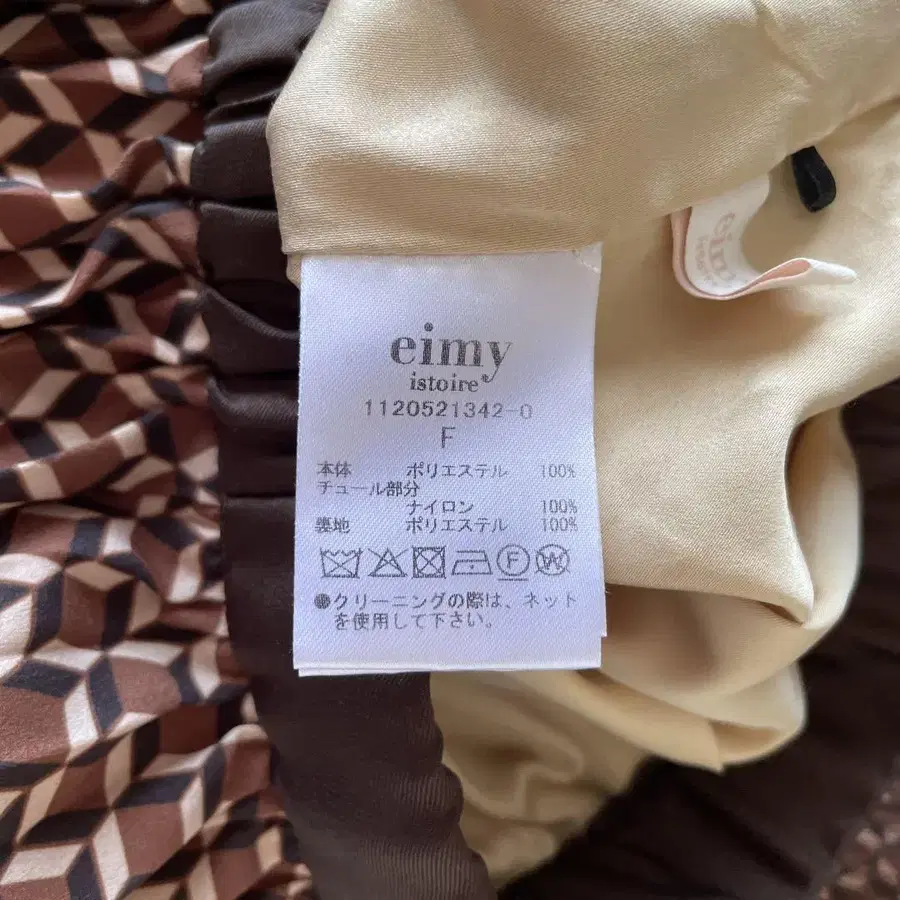 eimy
istoire
1120521342-0
F
本体 ポリエステル 100%
チュール部分
ナイロン 100%
裏地 ポリエステル 100%
F W
●クリーニングの際は、ネット
を使用して下さい。